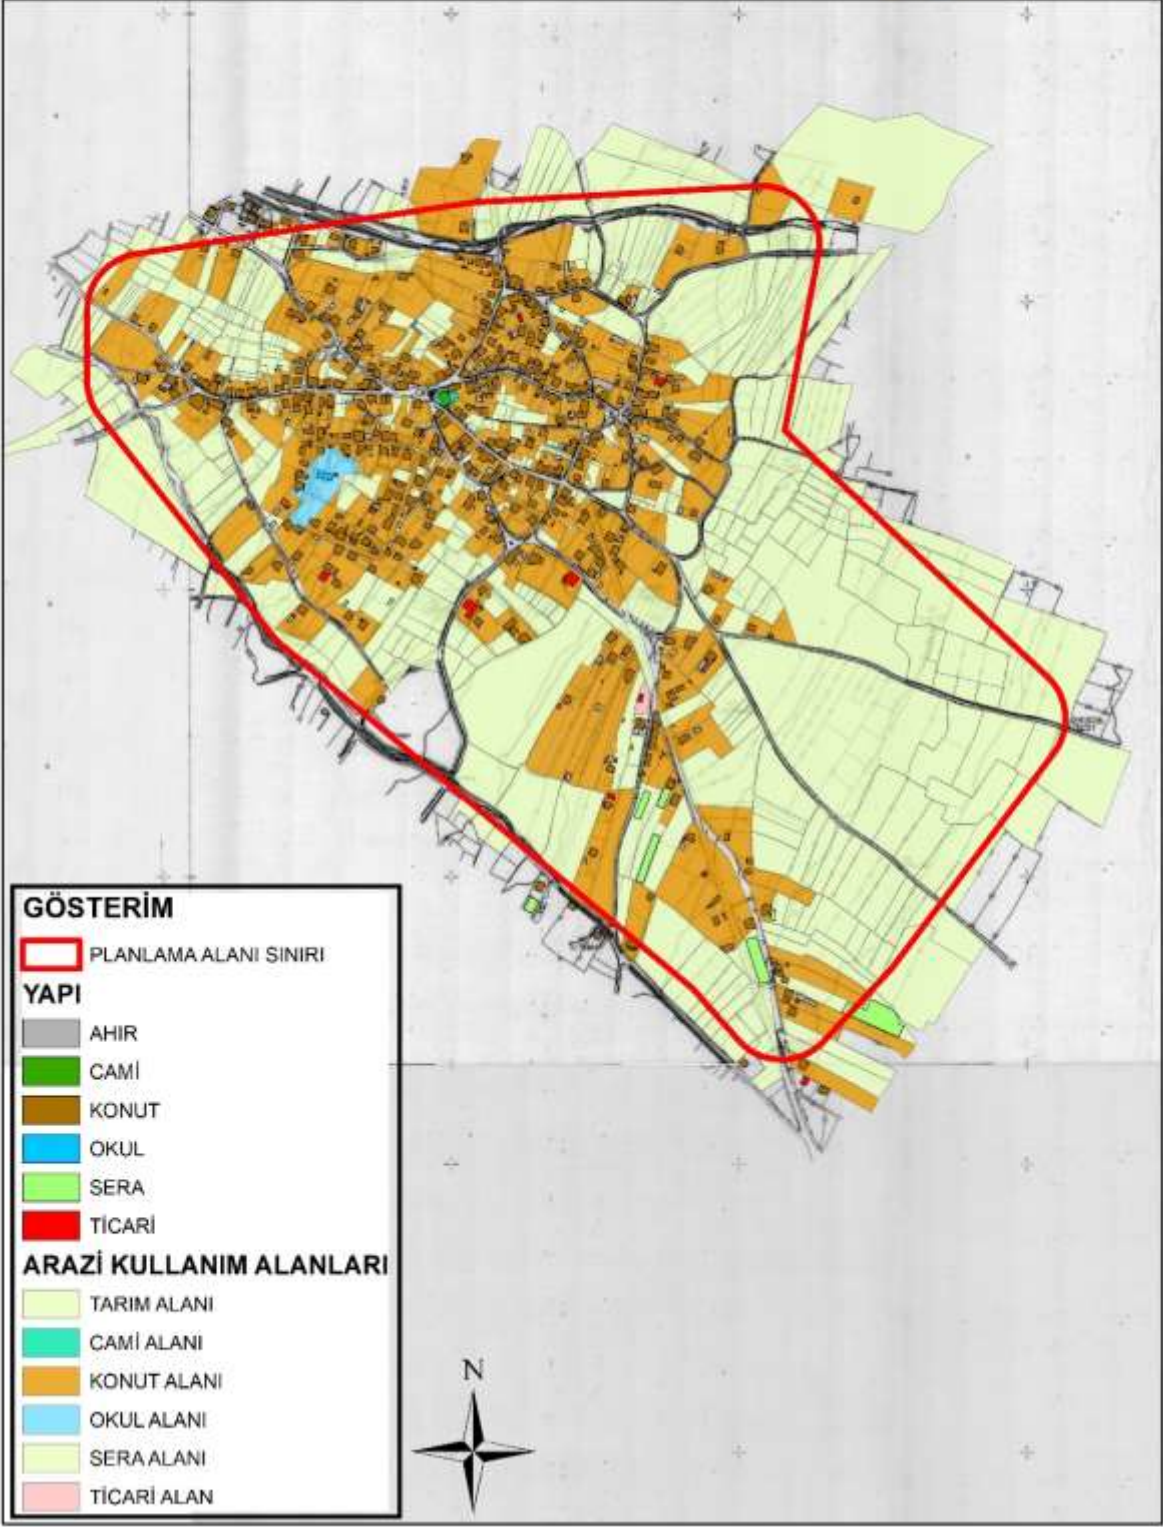 GÖSTERİM
PLANLAMA ALANI SINIRI
YAPI
AHIR
CAMİ
KONUT
OKUL
SERA
TİCARİ
ARAZİ KULLANIM ALANLARI
TARIM ALANI
CAMİ ALANI
KONUT ALANI
OKUL ALANI
SERA ALANI
TİCARİ ALAN
N